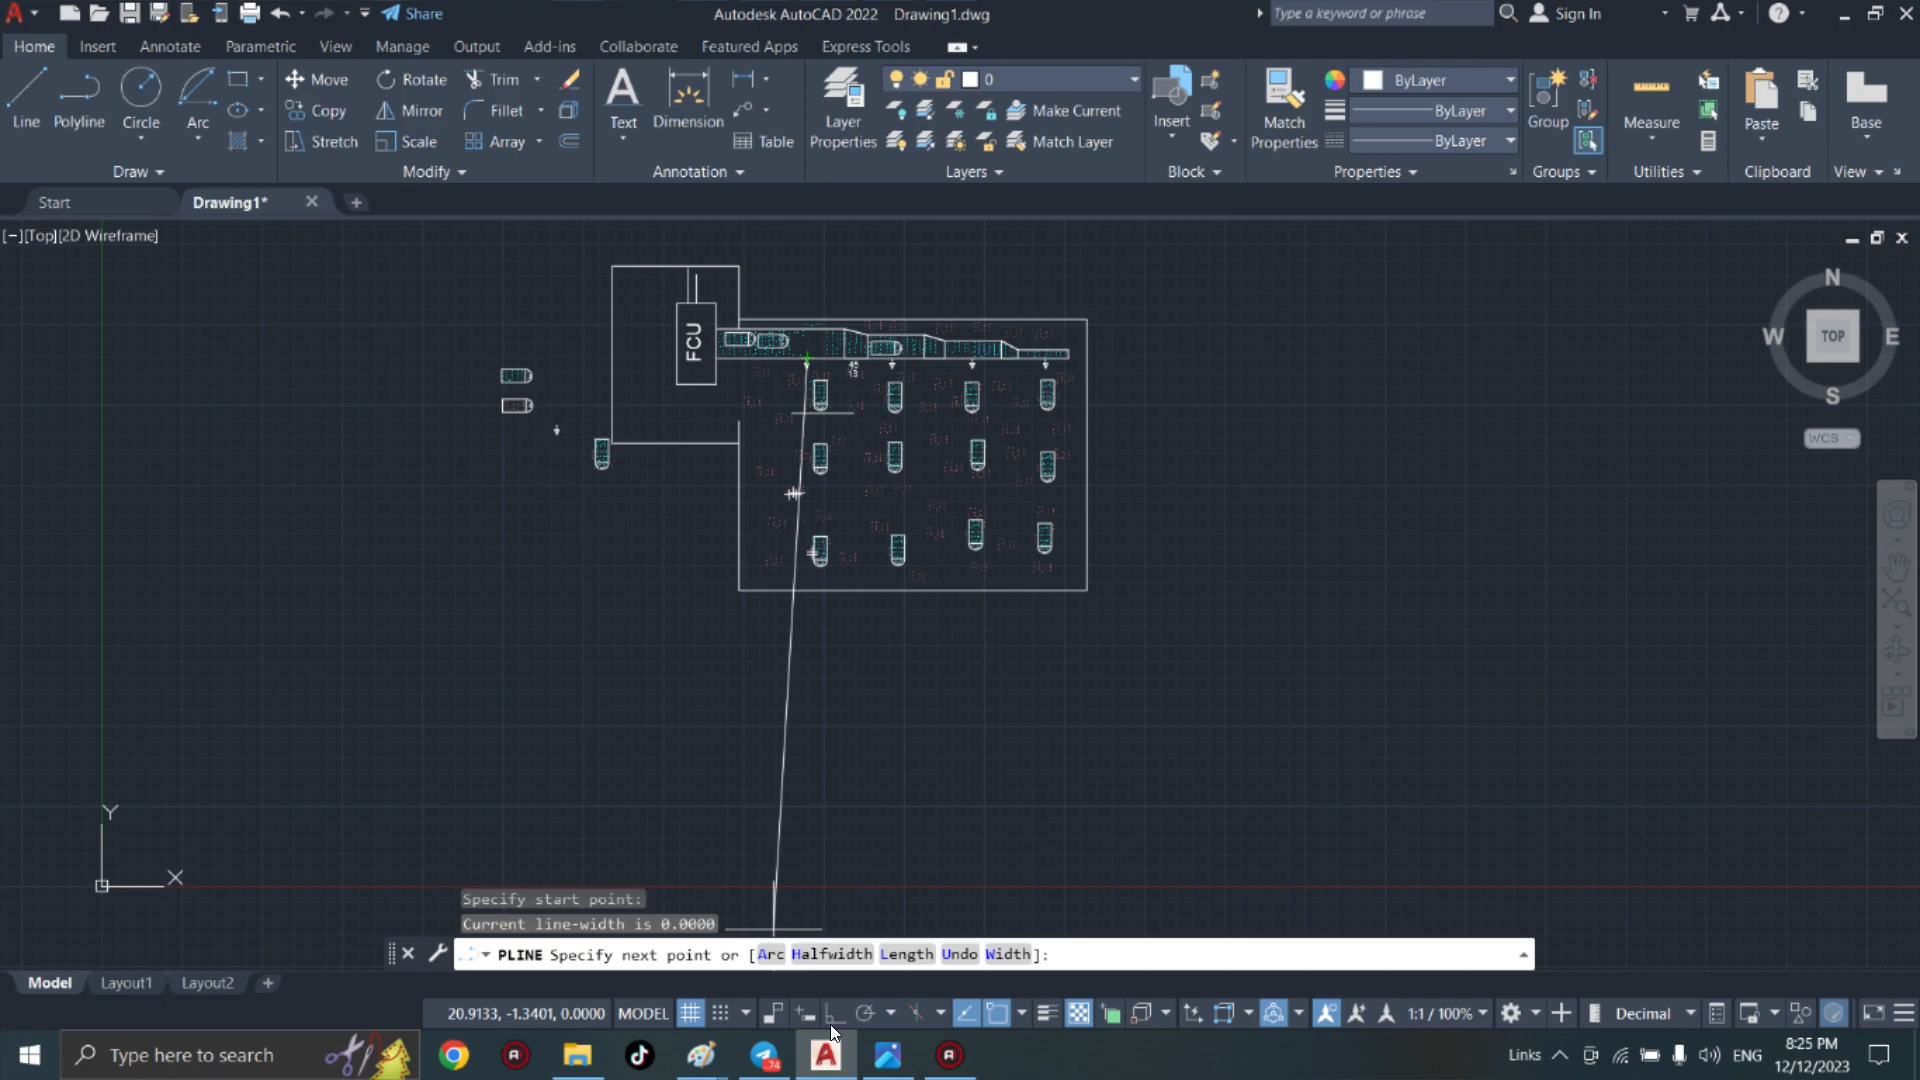 Share
Autodesk AutoCAD 2022 Drawing1.dwg
Type a keyword or phrase
Sign In
Home Insert Annotate Parametric View Manage Output Add-ins Collaborate Featured Apps Express Tools
Line Polyline Circle Arc
Move Rotate Trim
Copy Mirror Fillet
Stretch Scale Array
Text Dimension
Table
Layer
Properties
0
Make Current
Match Layer
Insert
Match
Properties
ByLayer
ByLayer
ByLayer
Group
Measure
Paste
Base
Draw Modify Annotation Layers Block Properties Groups Utilities Clipboard View
Start Drawing1*
[−][Top][2D Wireframe]
N
W TOP E
S
WCS
FCU
Y
X
Specify start point:
Current line-width is 0.0000
PLINE Specify next point or [Arc Halfwidth Length Undo Width]:
Model Layout1 Layout2
20.9133, -1.3401, 0.0000 MODEL
1:1 / 100%
Decimal
Type here to search
74
Links
ENG
8:25 PM
12/12/2023